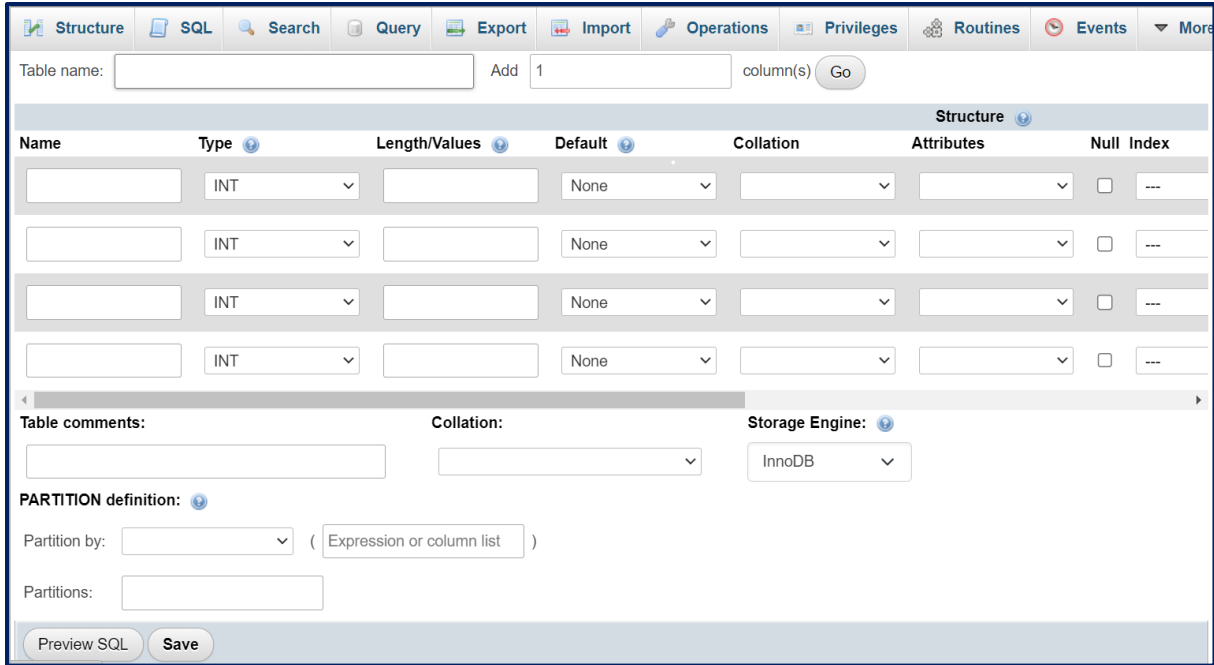 Structure SQL Search Query Export Import Operations Privileges Routines Events More
Table name: Add 1 column(s) Go
Structure
Name Type Length/Values Default Collation Attributes Null Index
INT None ---
INT None ---
INT None ---
INT None ---
Table comments: Collation: Storage Engine:
InnoDB
PARTITION definition:
Partition by: ( Expression or column list )
Partitions:
Preview SQL Save